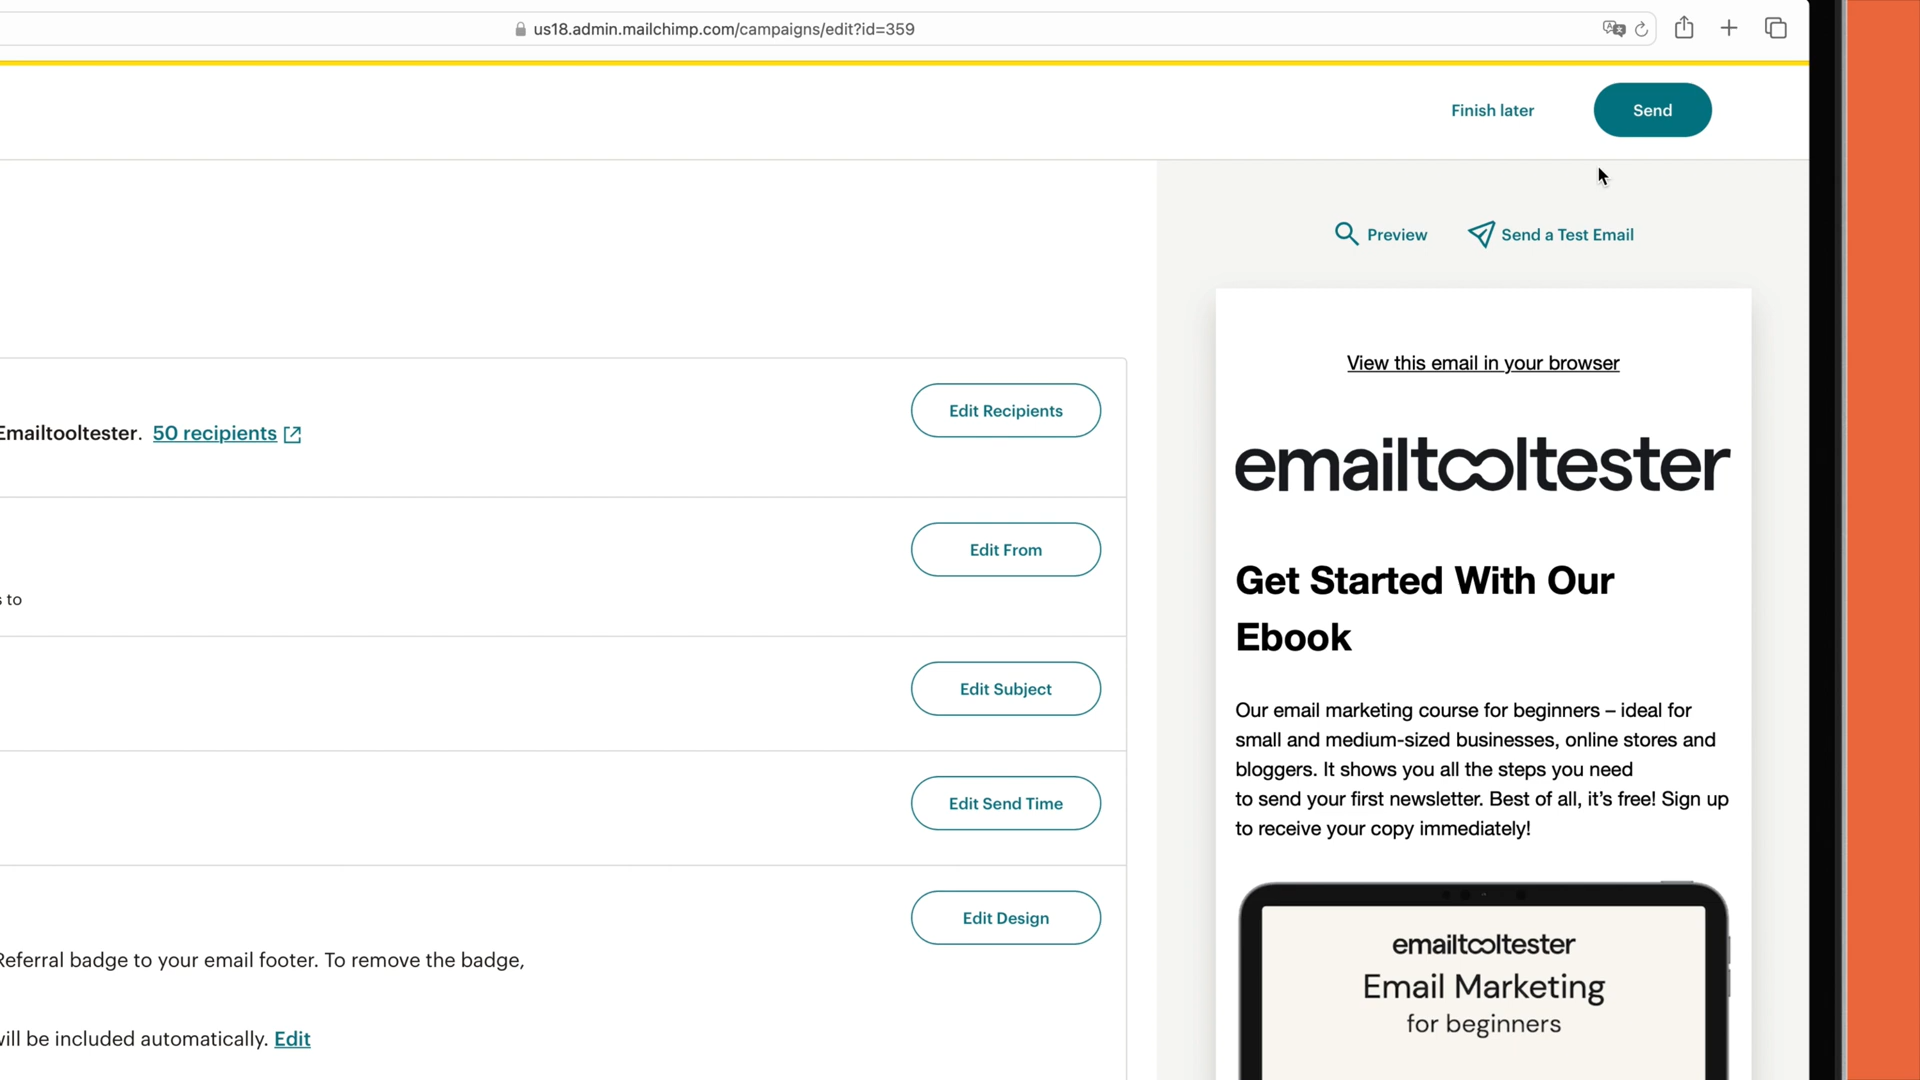 us18.admin.mailchimp.com/campaigns/edit?id=359
Finish later
Send
Preview
Send a Test Email
Emailtooltester. 50 recipients
Edit Recipients
Edit From
s to
Edit Subject
Edit Send Time
Edit Design
Referral badge to your email footer. To remove the badge,
will be included automatically. Edit
View this email in your browser
emailtooltester
Get Started With Our
Ebook
Our email marketing course for beginners – ideal for
small and medium-sized businesses, online stores and
bloggers. It shows you all the steps you need
to send your first newsletter. Best of all, it’s free! Sign up
to receive your copy immediately!
emailtooltester
Email Marketing
for beginners